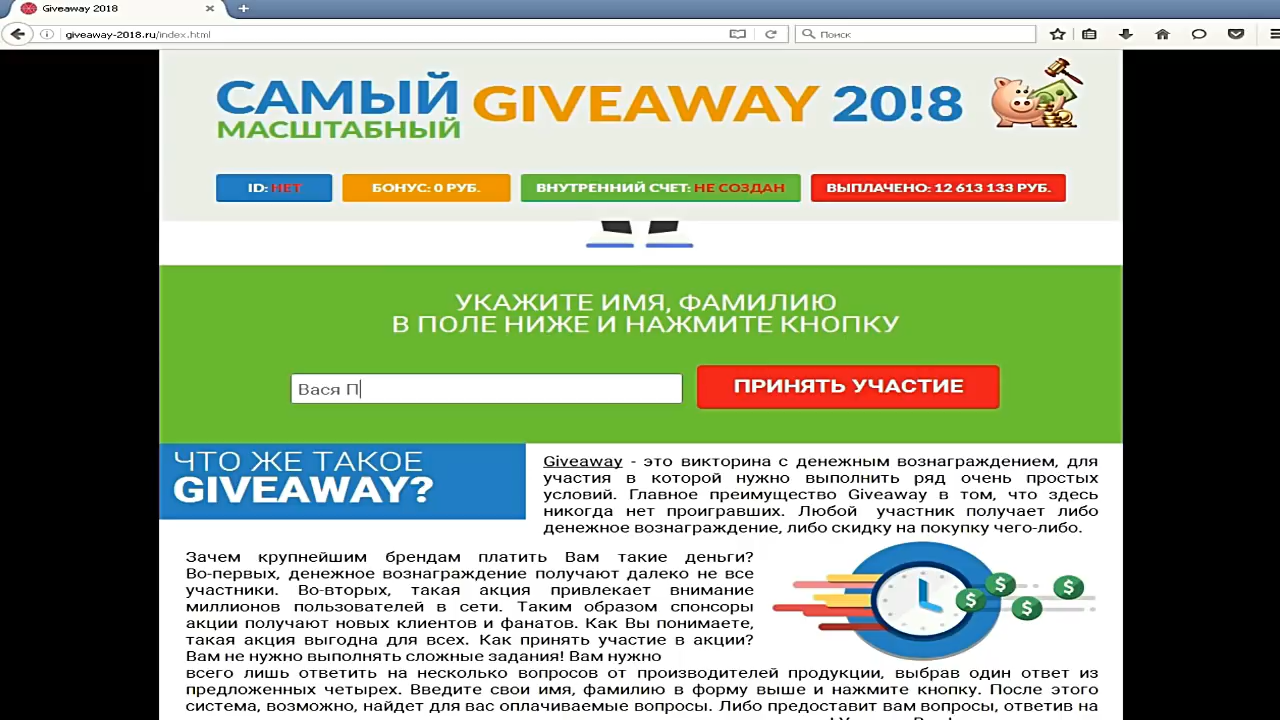 Giveaway 2018
giveaway-2018.ru/index.html
Поиск
САМЫЙ
МАСШТАБНЫЙ
GIVEAWAY 20!8
ID: НЕТ
БОНУС: 0 РУБ.
ВНУТРЕННИЙ СЧЕТ: НЕ СОЗДАН
ВЫПЛАЧЕНО: 12 613 133 РУБ.
УКАЖИТЕ ИМЯ, ФАМИЛИЮ
В ПОЛЕ НИЖЕ И НАЖМИТЕ КНОПКУ
Вася П
ПРИНЯТЬ УЧАСТИЕ
ЧТО ЖЕ ТАКОЕ
GIVEAWAY?
Giveaway - это викторина с денежным вознаграждением, для
участия в которой нужно выполнить ряд очень простых
условий. Главное преимущество Giveaway в том, что здесь
никогда нет проигравших. Любой участник получает либо
денежное вознаграждение, либо скидку на покупку чего-либо.
Зачем крупнейшим брендам платить Вам такие деньги?
Во-первых, денежное вознаграждение получают далеко не все
участники. Во-вторых, такая акция привлекает внимание
миллионов пользователей в сети. Таким образом спонсоры
акции получают новых клиентов и фанатов. Как Вы понимаете,
такая акция выгодна для всех. Как принять участие в акции?
Вам не нужно выполнять сложные задания! Вам нужно
всего лишь ответить на несколько вопросов от производителей продукции, выбрав один ответ из
предложенных четырех. Введите свои имя, фамилию в форму выше и нажмите кнопку. После этого
система, возможно, найдет для вас оплачиваемые вопросы. Либо предоставит вам вопросы, ответив на